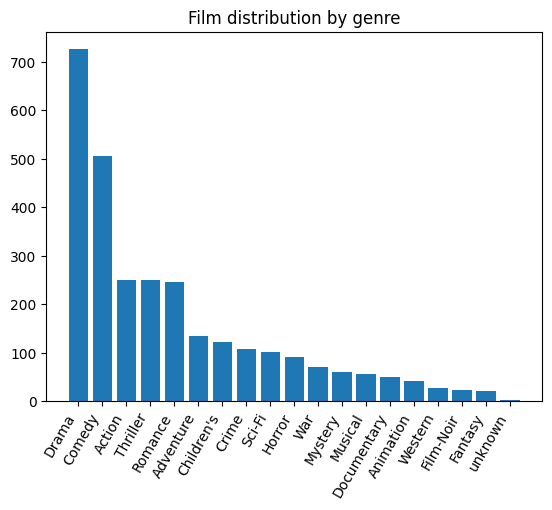 Film distribution by genre
700
600
500
400
300
200
100
0
Drama
Comedy
Action
Thriller
Romance
Adventure
Children's
Crime
Sci-Fi
Horror
War
Mystery
Musical
Documentary
Animation
Western
Film-Noir
Fantasy
unknown